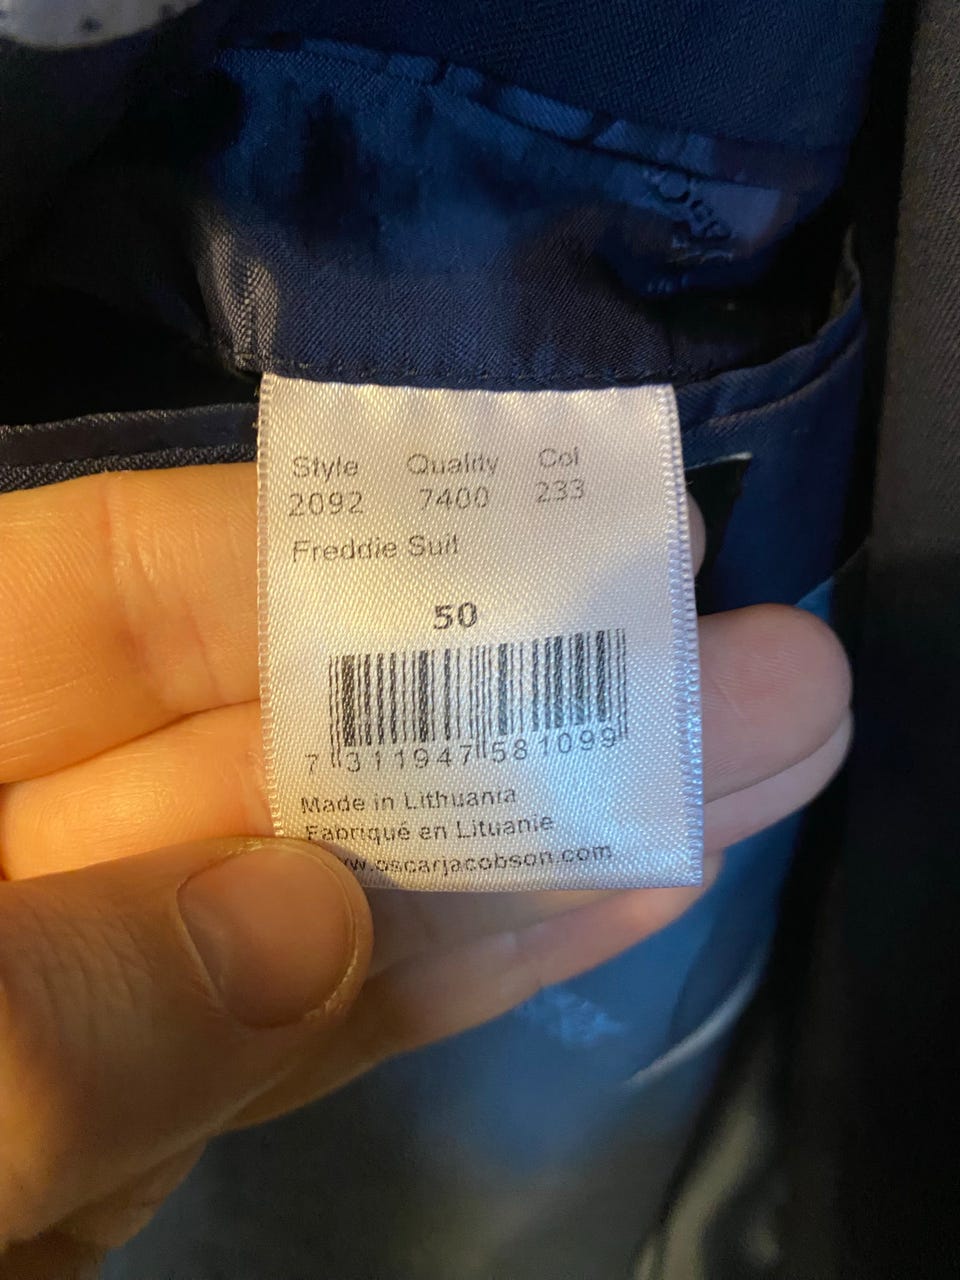 Style Quality Col
2092 7400 233
Freddie Suit
50
7 311947 581099
Made in Lithuania
Fabriqué en Lituanie
w.oscarjacobson.com